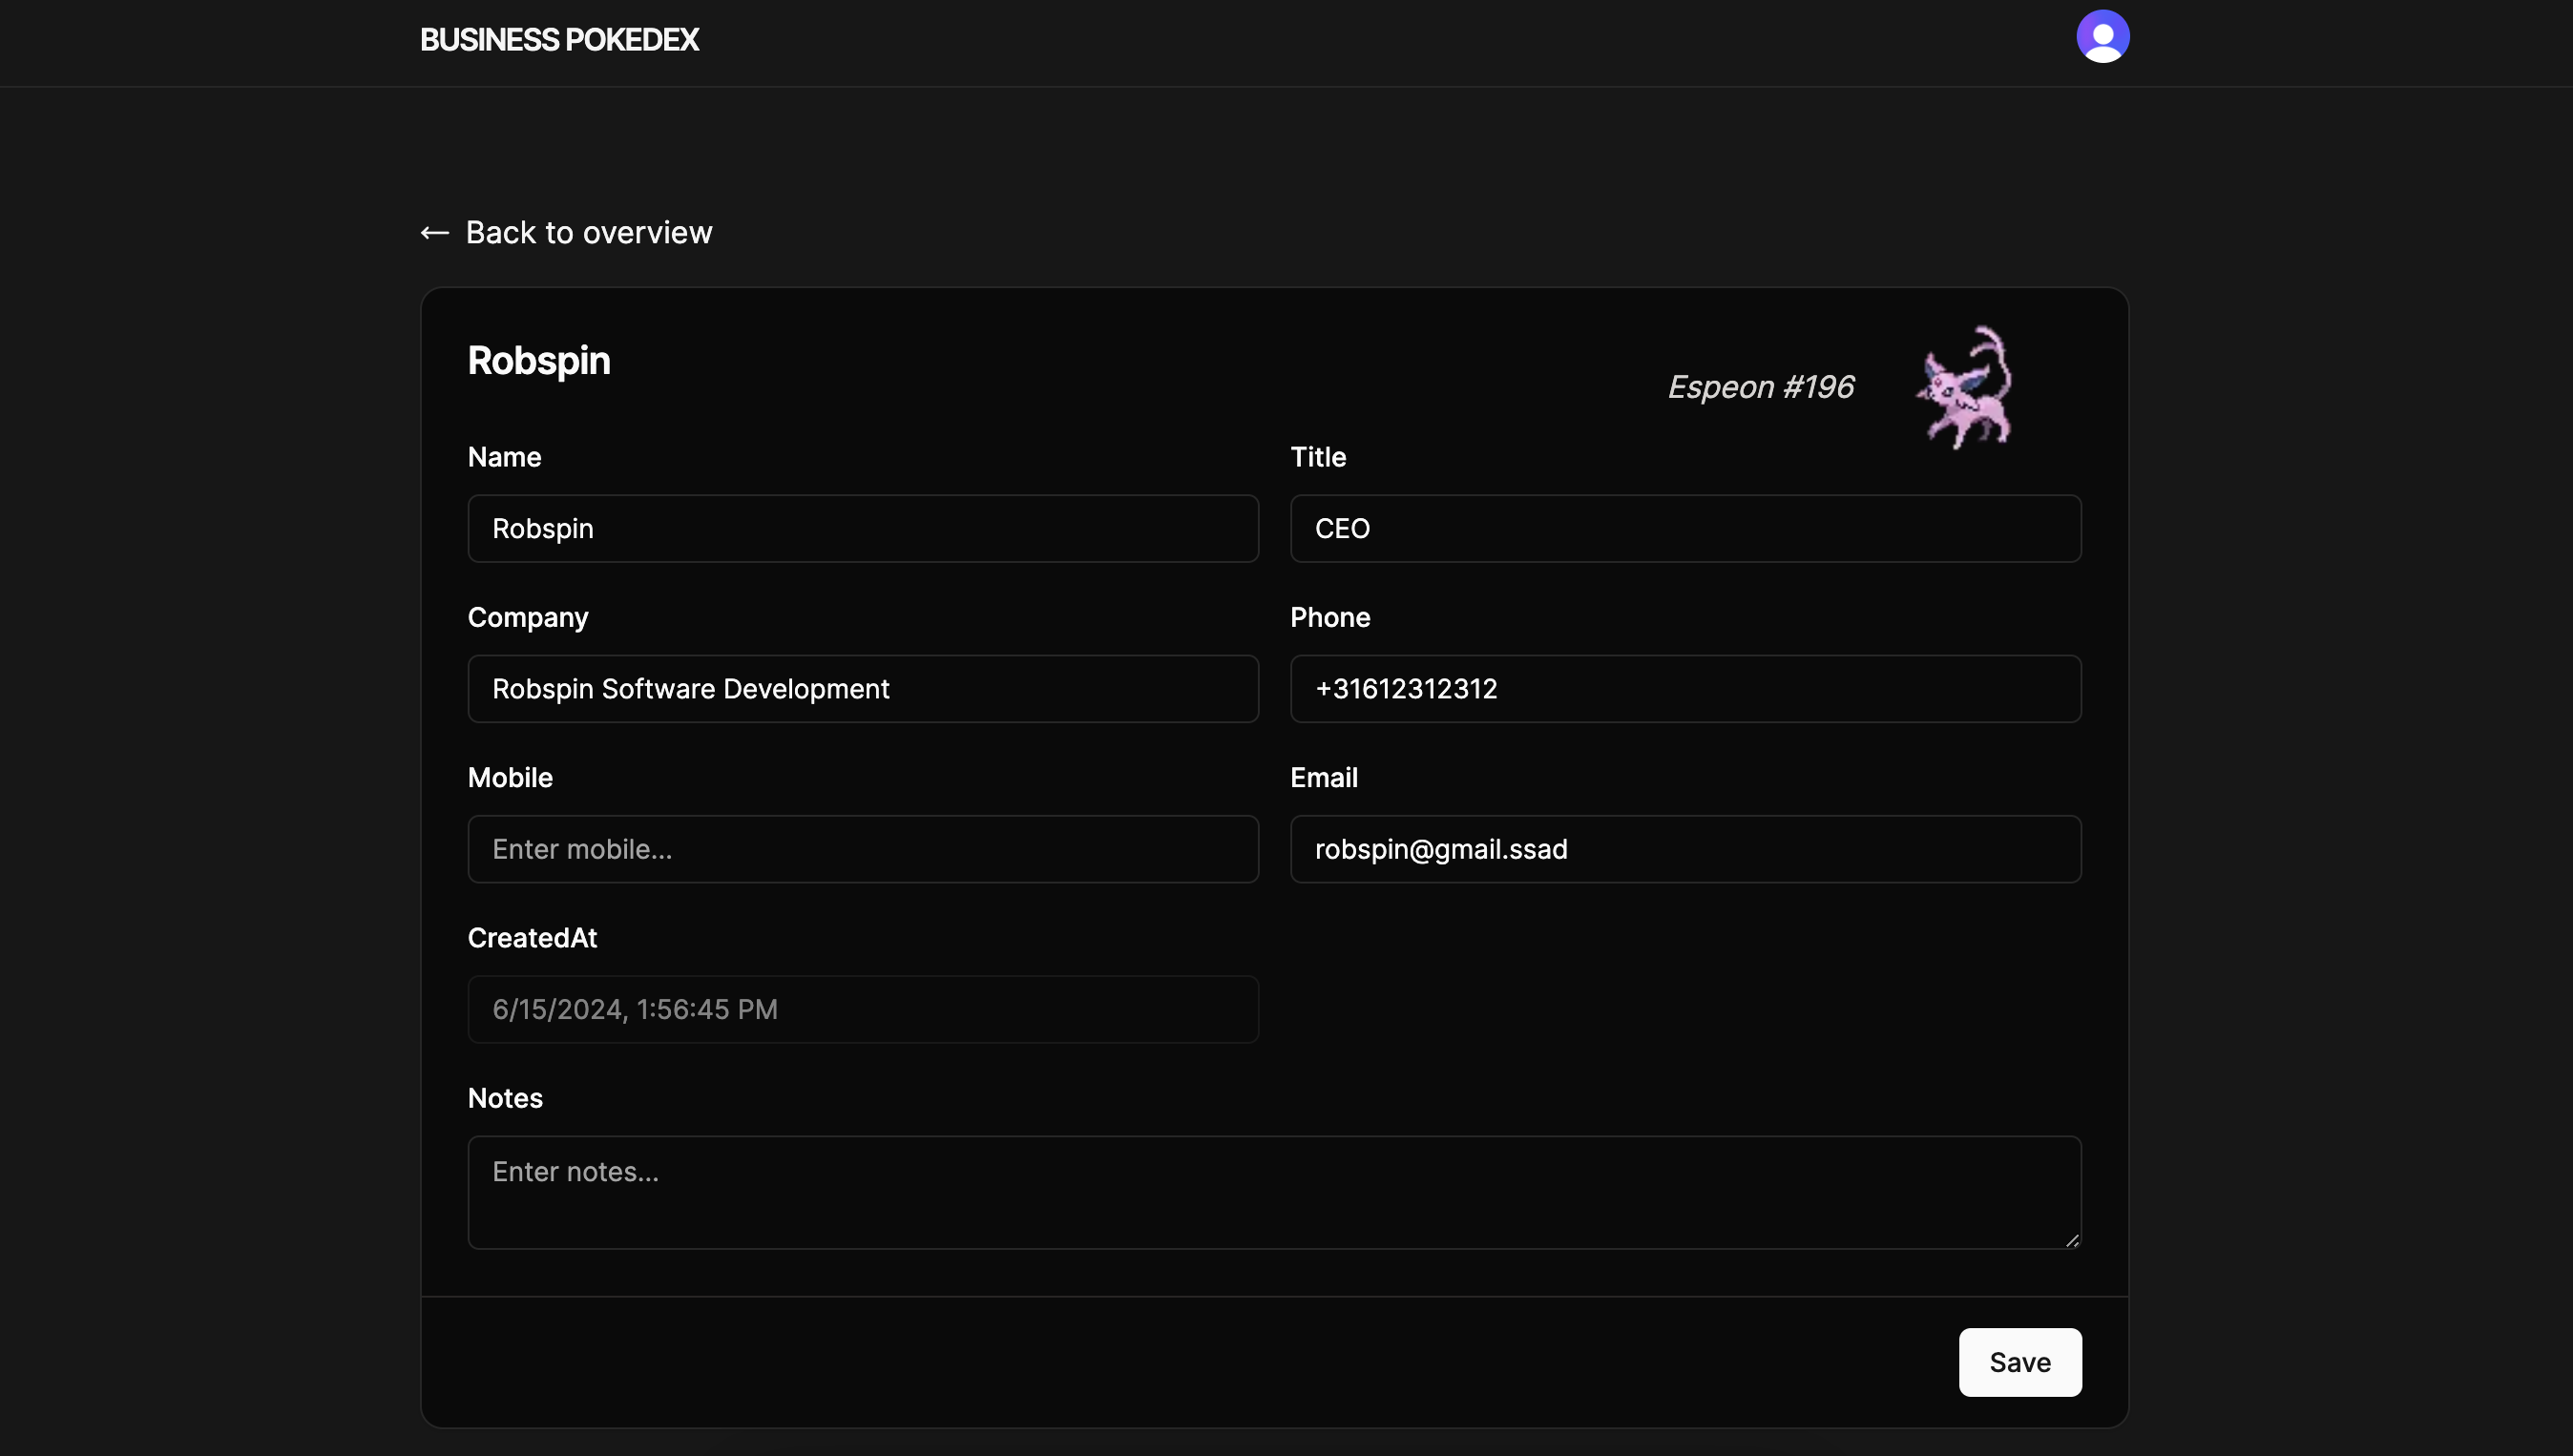 BUSINESS POKEDEX
← Back to overview
Robspin
Espeon #196
Name
Title
Robspin
CEO
Company
Phone
Robspin Software Development
+31612312312
Mobile
Email
Enter mobile...
robspin@gmail.ssad
CreatedAt
6/15/2024, 1:56:45 PM
Notes
Enter notes...
Save